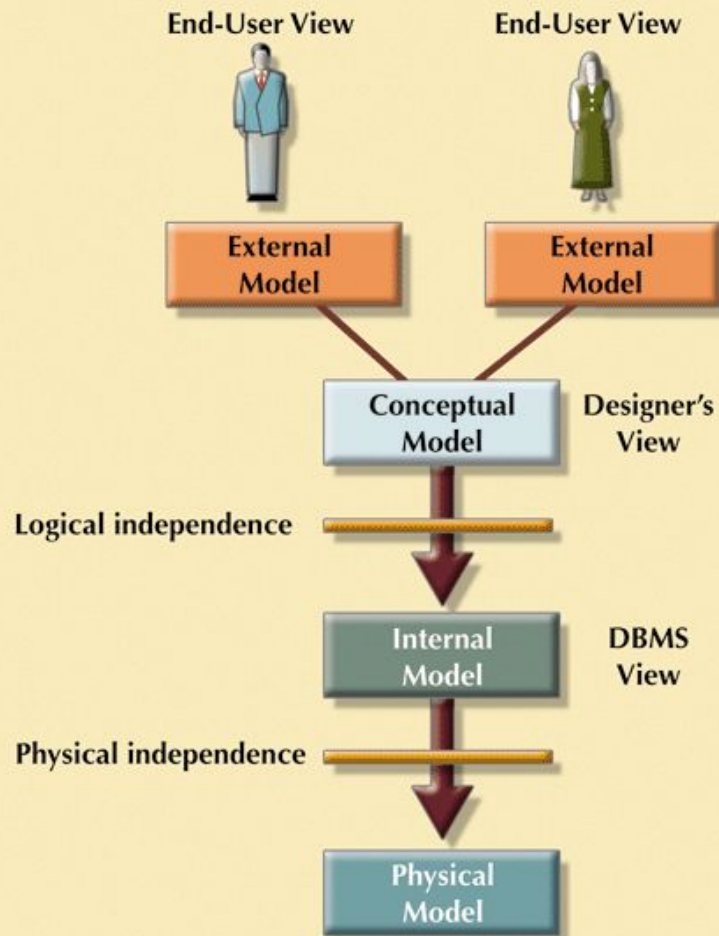 End-User View
End-User View
External
Model
External
Model
Conceptual
Model
Designer's
View
Logical independence
Internal
Model
DBMS
View
Physical independence
Physical
Model